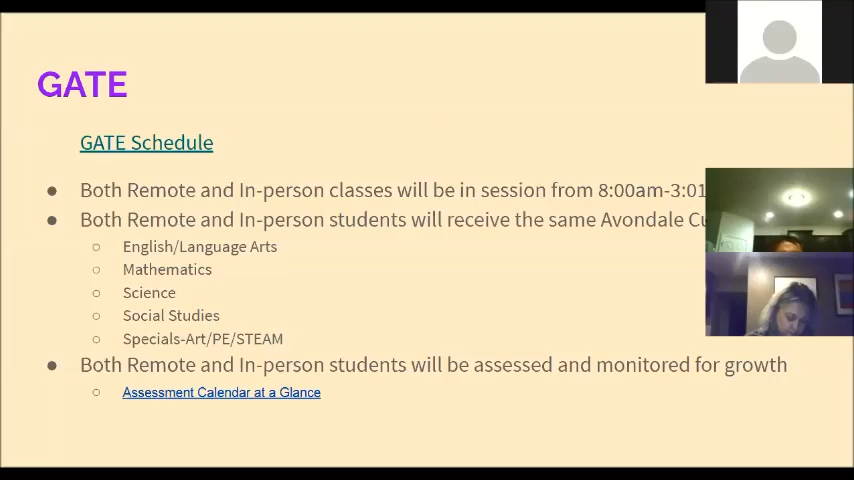 GATE
GATE Schedule
● Both Remote and In-person classes will be in session from 8:00am-3:01
● Both Remote and In-person students will receive the same Avondale
○ English/Language Arts
○ Mathematics
○ Science
○ Social Studies
○ Specials-Art/PE/STEAM
● Both Remote and In-person students will be assessed and monitored for growth
○ Assessment Calendar at a Glance